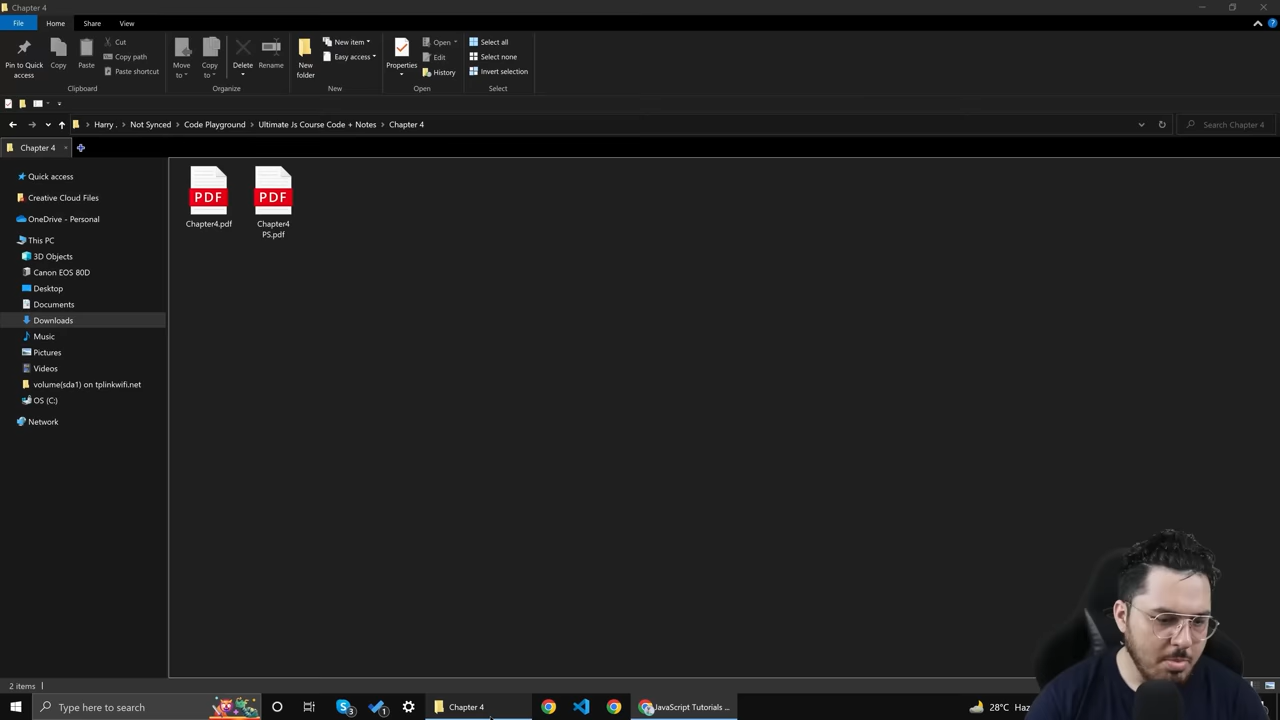 Chapter 4
File Home Share View
Pin to Quick access
Copy
Paste
Cut
Copy path
Paste shortcut
Move to
Copy to
Delete
Rename
New folder
New item
Easy access
Properties
Open
Edit
History
Select all
Select none
Invert selection
Clipboard Organize New Open Select
Harry . > Not Synced > Code Playground > Ultimate Js Course Code + Notes > Chapter 4
Search Chapter 4
Chapter 4
Quick access
Creative Cloud Files
OneDrive - Personal
This PC
3D Objects
Canon EOS 80D
Desktop
Documents
Downloads
Music
Pictures
Videos
volume(sda1) on tplinkwifi.net
OS (C:)
Network
PDF
Chapter4.pdf
PDF
Chapter4
PS.pdf
2 items
Type here to search
3
1
Chapter 4
JavaScript Tutorials ...
28°C Haz